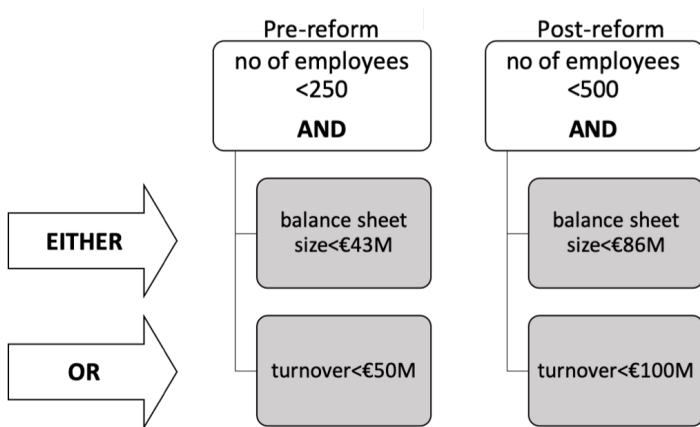 Pre-reform
no of employees
<250
AND
Post-reform
no of employees
<500
AND
EITHER
balance sheet
size<€43M
balance sheet
size<€86M
OR
turnover<€50M
turnover<€100M